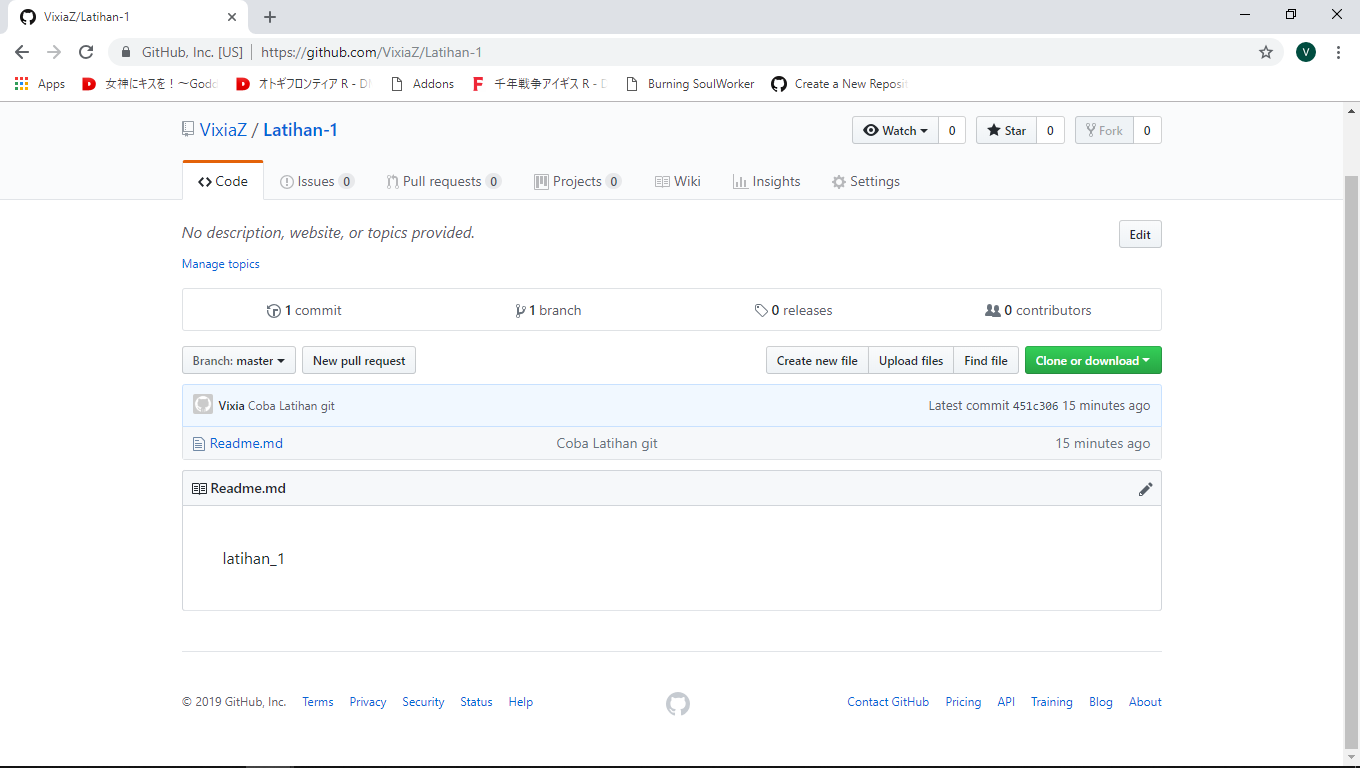 VixiaZ/Latihan-1
GitHub, Inc. [US] https://github.com/VixiaZ/Latihan-1 V
Apps 女神にキスを！～Godd オトギフロンティア R - DM Addons 千年戦争アイギス R - D Burning SoulWorker Create a New Reposit
VixiaZ / Latihan-1 Watch 0 Star 0 Fork 0
Code Issues 0 Pull requests 0 Projects 0 Wiki Insights Settings
No description, website, or topics provided. Edit
Manage topics
1 commit 1 branch 0 releases 0 contributors
Branch: master New pull request Create new file Upload files Find file Clone or download
Vixia Coba Latihan git Latest commit 451c306 15 minutes ago
Readme.md Coba Latihan git 15 minutes ago
Readme.md
latihan_1
© 2019 GitHub, Inc. Terms Privacy Security Status Help Contact GitHub Pricing API Training Blog About